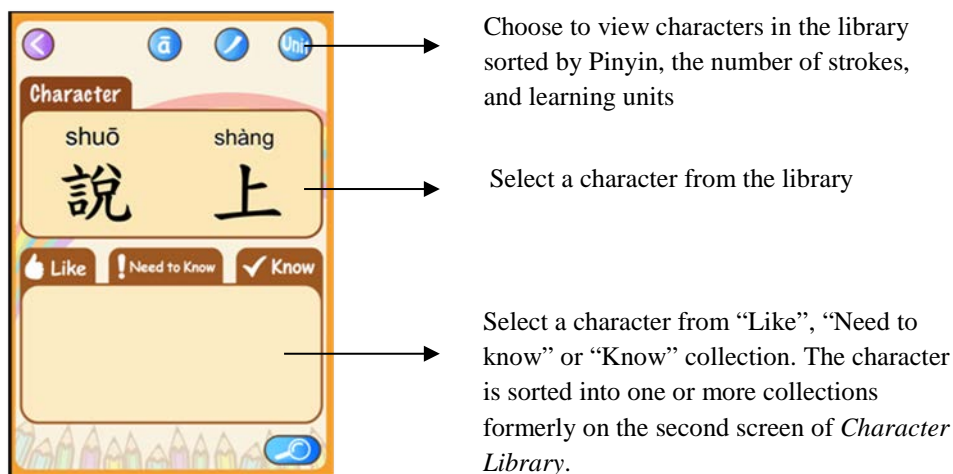 ā Unit
Choose to view characters in the library
sorted by Pinyin, the number of strokes,
and learning units
Character
shuō shàng
說 上
Select a character from the library
Like Need to Know Know
Select a character from “Like”, “Need to
know” or “Know” collection. The character
is sorted into one or more collections
formerly on the second screen of Character
Library.